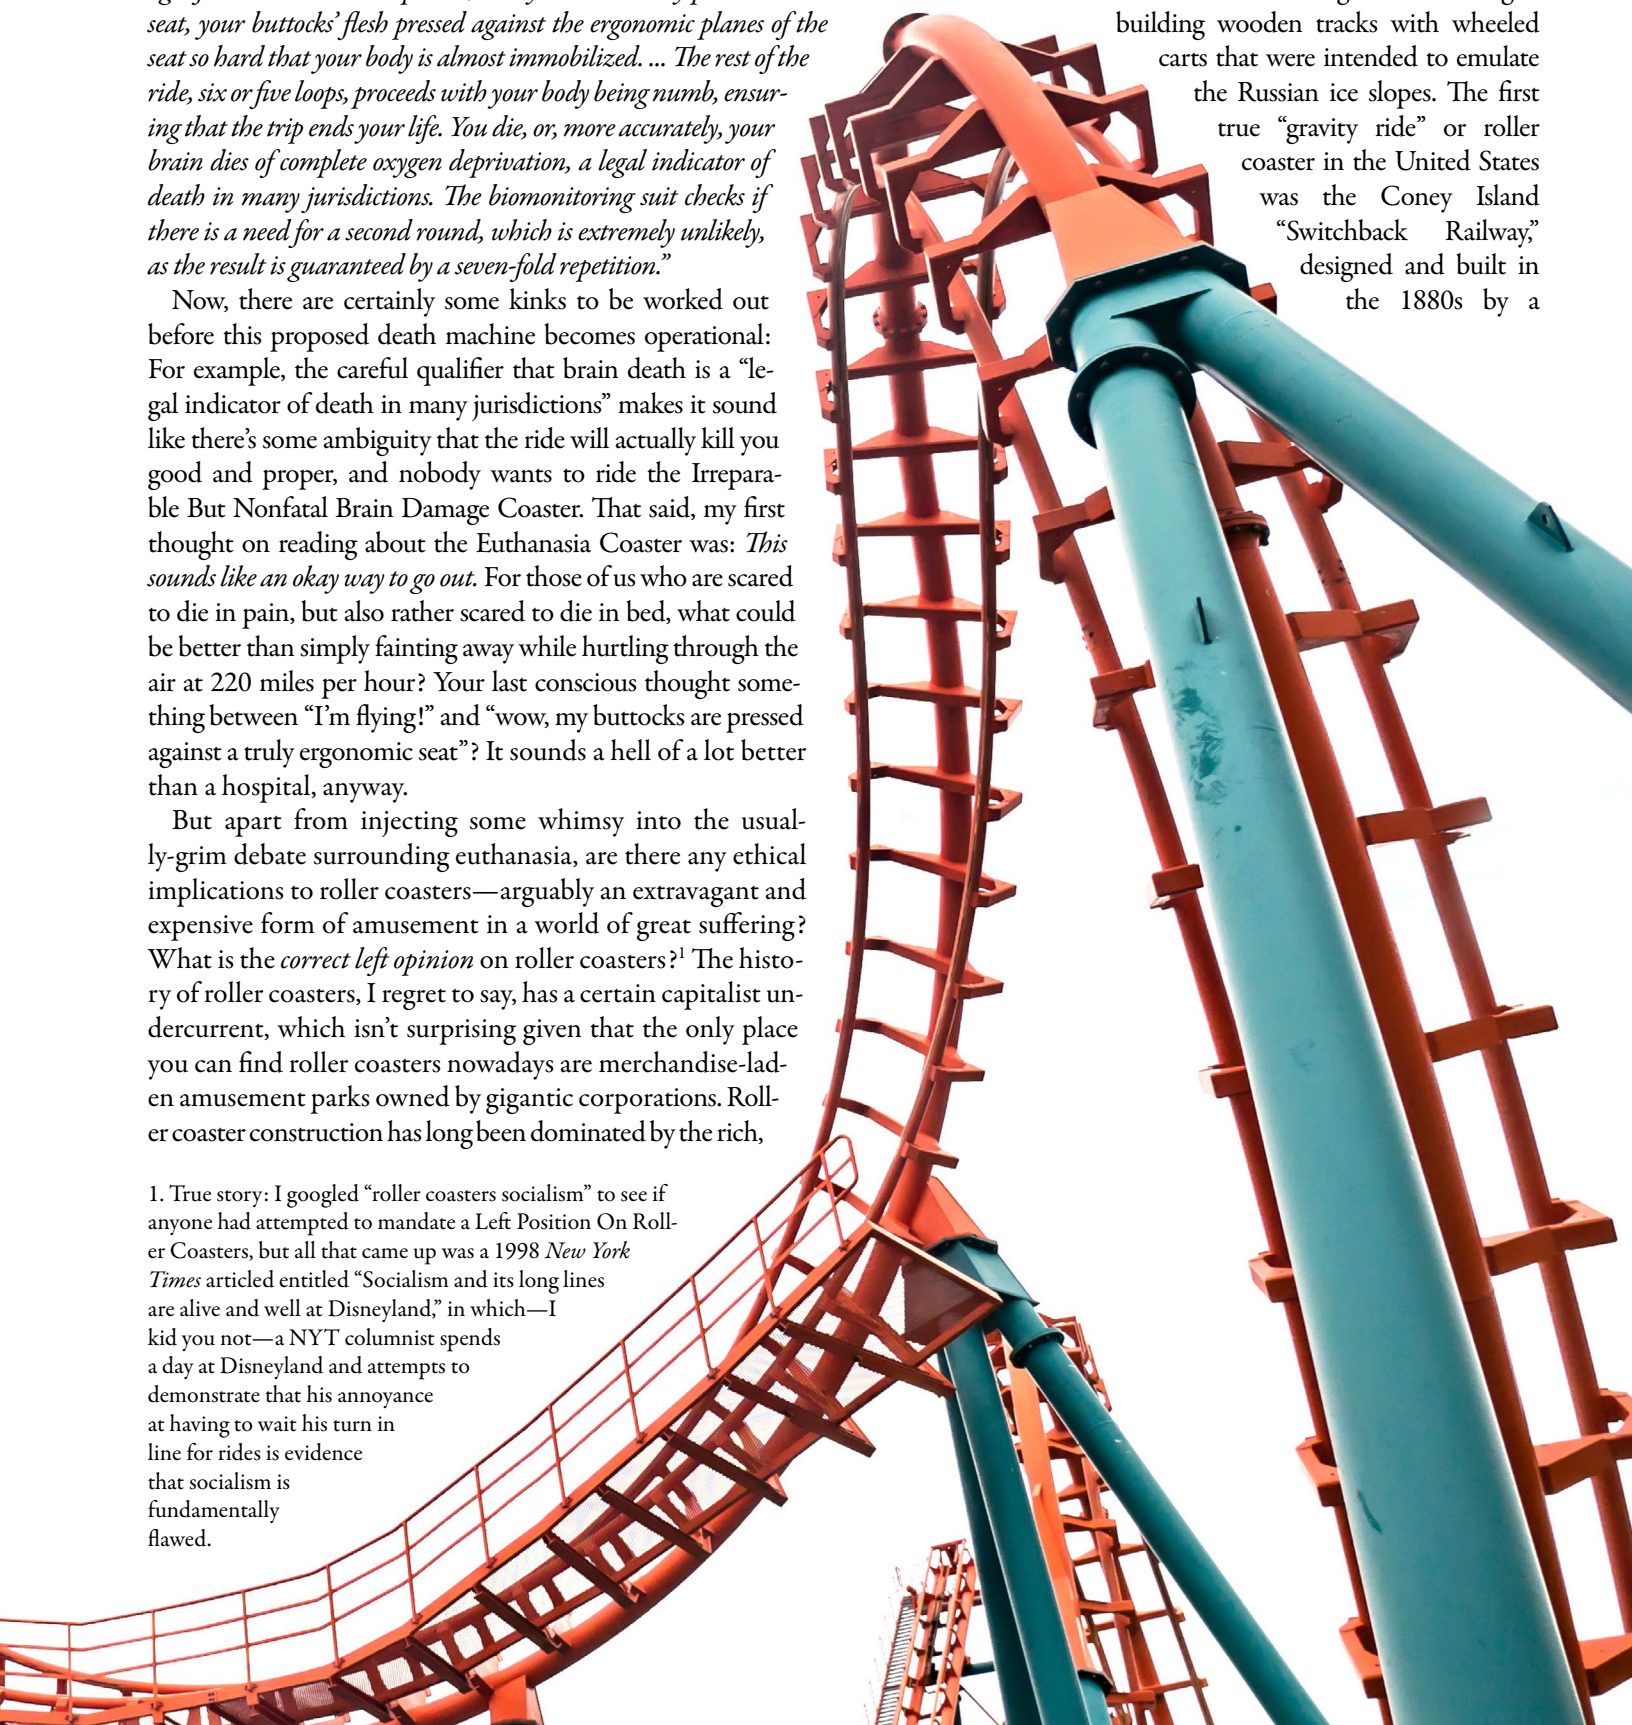 seat, your buttocks’ flesh pressed against the ergonomic planes of the
seat so hard that your body is almost immobilized. ... The rest of the
ride, six or five loops, proceeds with your body being numb, ensur-
ing that the trip ends your life. You die, or, more accurately, your
brain dies of complete oxygen deprivation, a legal indicator of
death in many jurisdictions. The biomonitoring suit checks if
there is a need for a second round, which is extremely unlikely,
as the result is guaranteed by a seven-fold repetition.”
Now, there are certainly some kinks to be worked out
before this proposed death machine becomes operational:
For example, the careful qualifier that brain death is a “le-
gal indicator of death in many jurisdictions” makes it sound
like there’s some ambiguity that the ride will actually kill you
good and proper, and nobody wants to ride the Irrepara-
ble But Nonfatal Brain Damage Coaster. That said, my first
thought on reading about the Euthanasia Coaster was: This
sounds like an okay way to go out. For those of us who are scared
to die in pain, but also rather scared to die in bed, what could
be better than simply fainting away while hurtling through the
air at 220 miles per hour? Your last conscious thought some-
thing between “I’m flying!” and “wow, my buttocks are pressed
against a truly ergonomic seat”? It sounds a hell of a lot better
than a hospital, anyway.
But apart from injecting some whimsy into the usual-
ly-grim debate surrounding euthanasia, are there any ethical
implications to roller coasters—arguably an extravagant and
expensive form of amusement in a world of great suffering?
What is the correct left opinion on roller coasters?¹ The histo-
ry of roller coasters, I regret to say, has a certain capitalist un-
dercurrent, which isn’t surprising given that the only place
you can find roller coasters nowadays are merchandise-lad-
en amusement parks owned by gigantic corporations. Roll-
er coaster construction has long been dominated by the rich,
1. True story: I googled “roller coasters socialism” to see if
anyone had attempted to mandate a Left Position On Roll-
er Coasters, but all that came up was a 1998 New York
Times articled entitled “Socialism and its long lines
are alive and well at Disneyland,” in which—I
kid you not—a NYT columnist spends
a day at Disneyland and attempts to
demonstrate that his annoyance
at having to wait his turn in
line for rides is evidence
that socialism is
fundamentally
flawed.
building wooden tracks with wheeled
carts that were intended to emulate
the Russian ice slopes. The first
true “gravity ride” or roller
coaster in the United States
was the Coney Island
“Switchback Railway,”
designed and built in
the 1880s by a